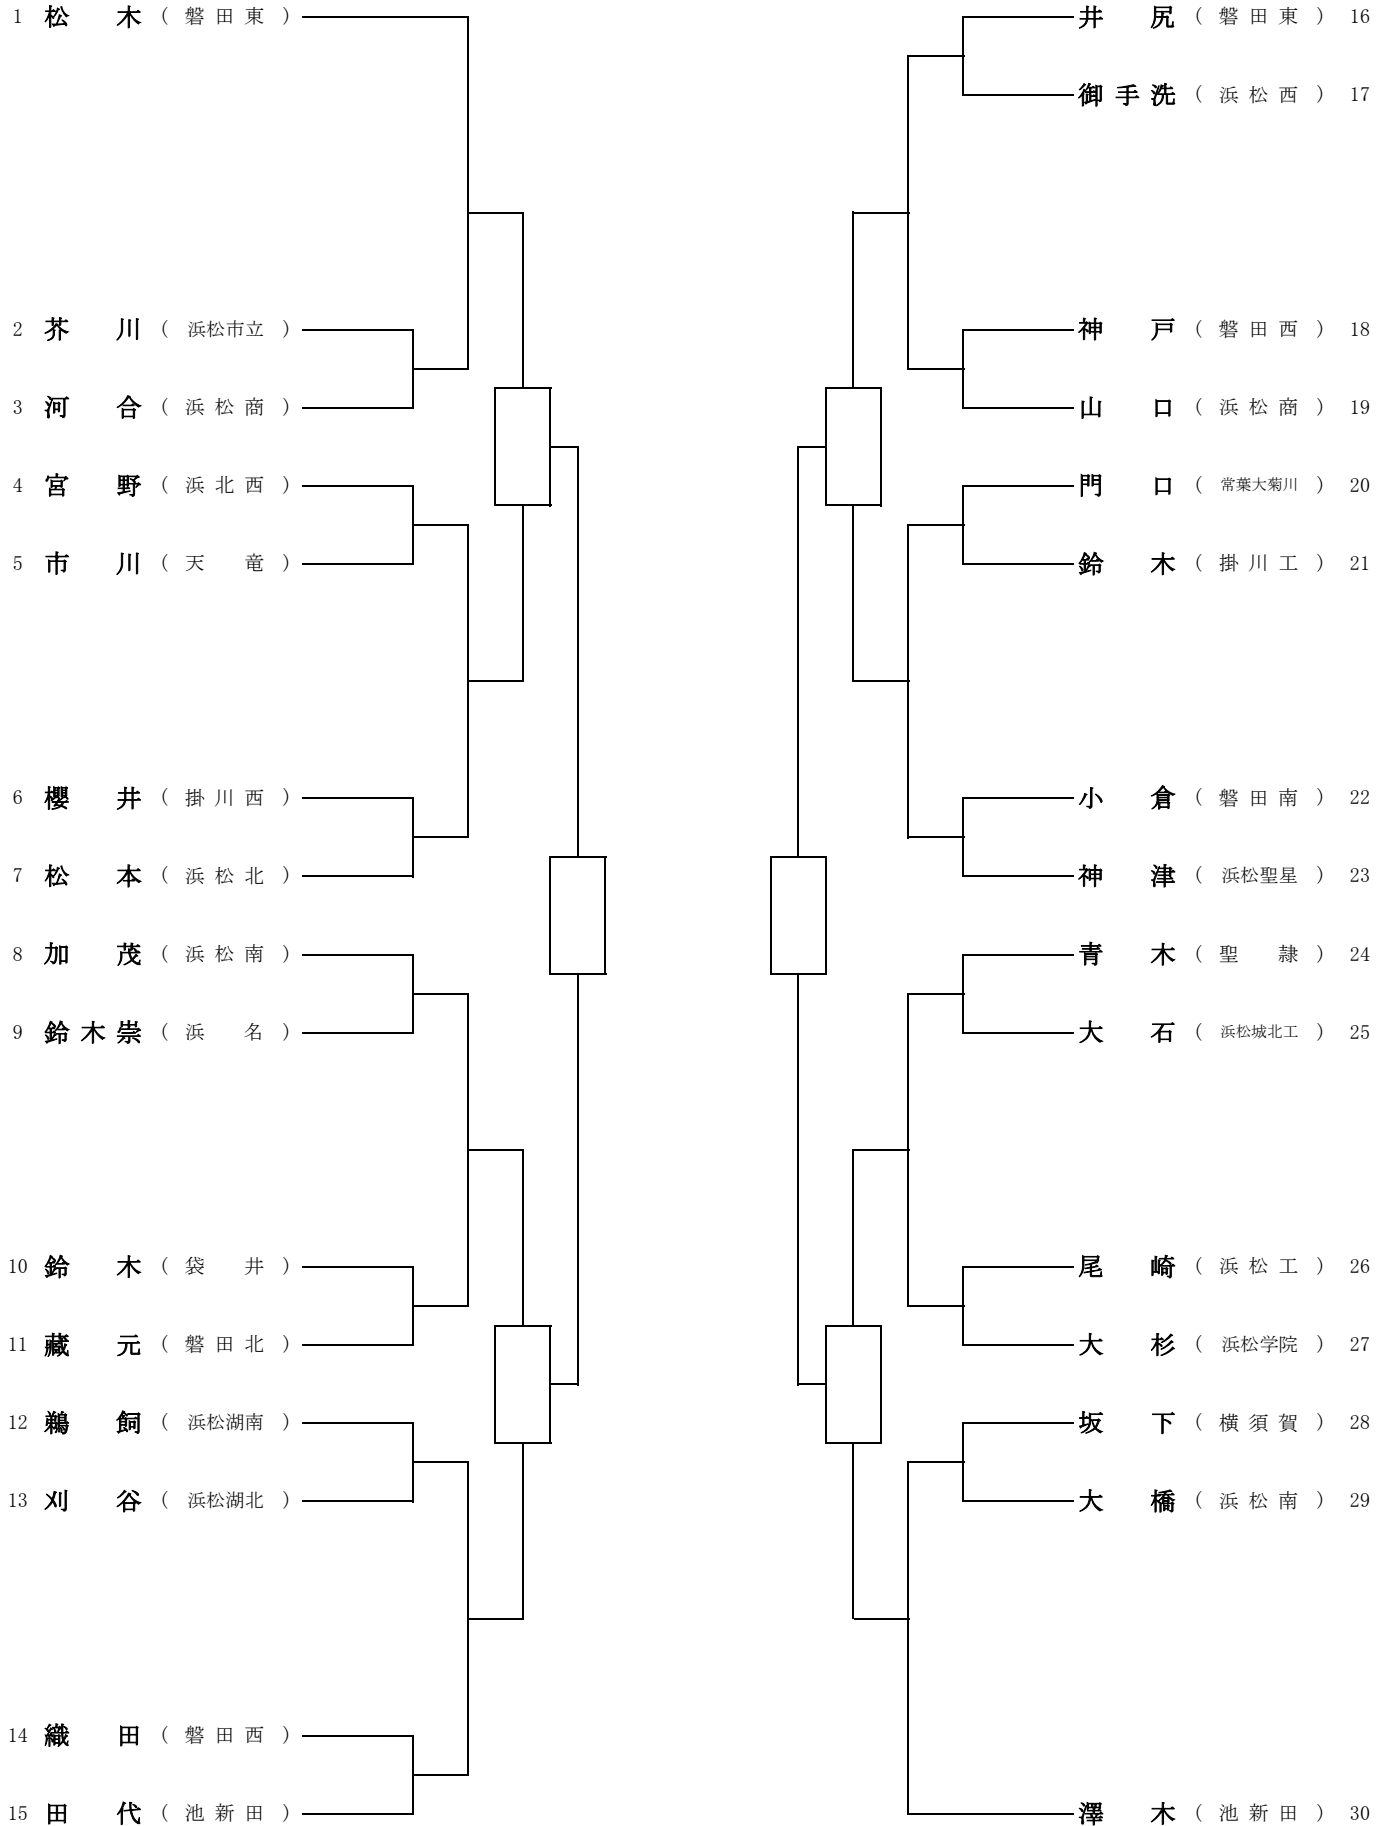 1 松木 （磐田東）
2 芥川 （浜松市立）
3 河合 （浜松商）
4 宮野 （浜北西）
5 市川 （天竜）
6 櫻井 （掛川西）
7 松本 （浜松北）
8 加茂 （浜松南）
9 鈴木崇 （浜名）
10 鈴木 （袋井）
11 蔵元 （磐田北）
12 鵜飼 （浜松湖南）
13 刈谷 （浜松湖北）
14 織田 （磐田西）
15 田代 （池新田）
井尻 （磐田東） 16
御手洗 （浜松西） 17
神戸 （磐田西） 18
山口 （浜松商） 19
門口 （常葉大菊川） 20
鈴木 （掛川工） 21
小倉 （磐田南） 22
神津 （浜松聖星） 23
青木 （聖隷） 24
大石 （浜松城北工） 25
尾崎 （浜松工） 26
大杉 （浜松学院） 27
坂下 （横須賀） 28
大橋 （浜松南） 29
澤木 （池新田） 30